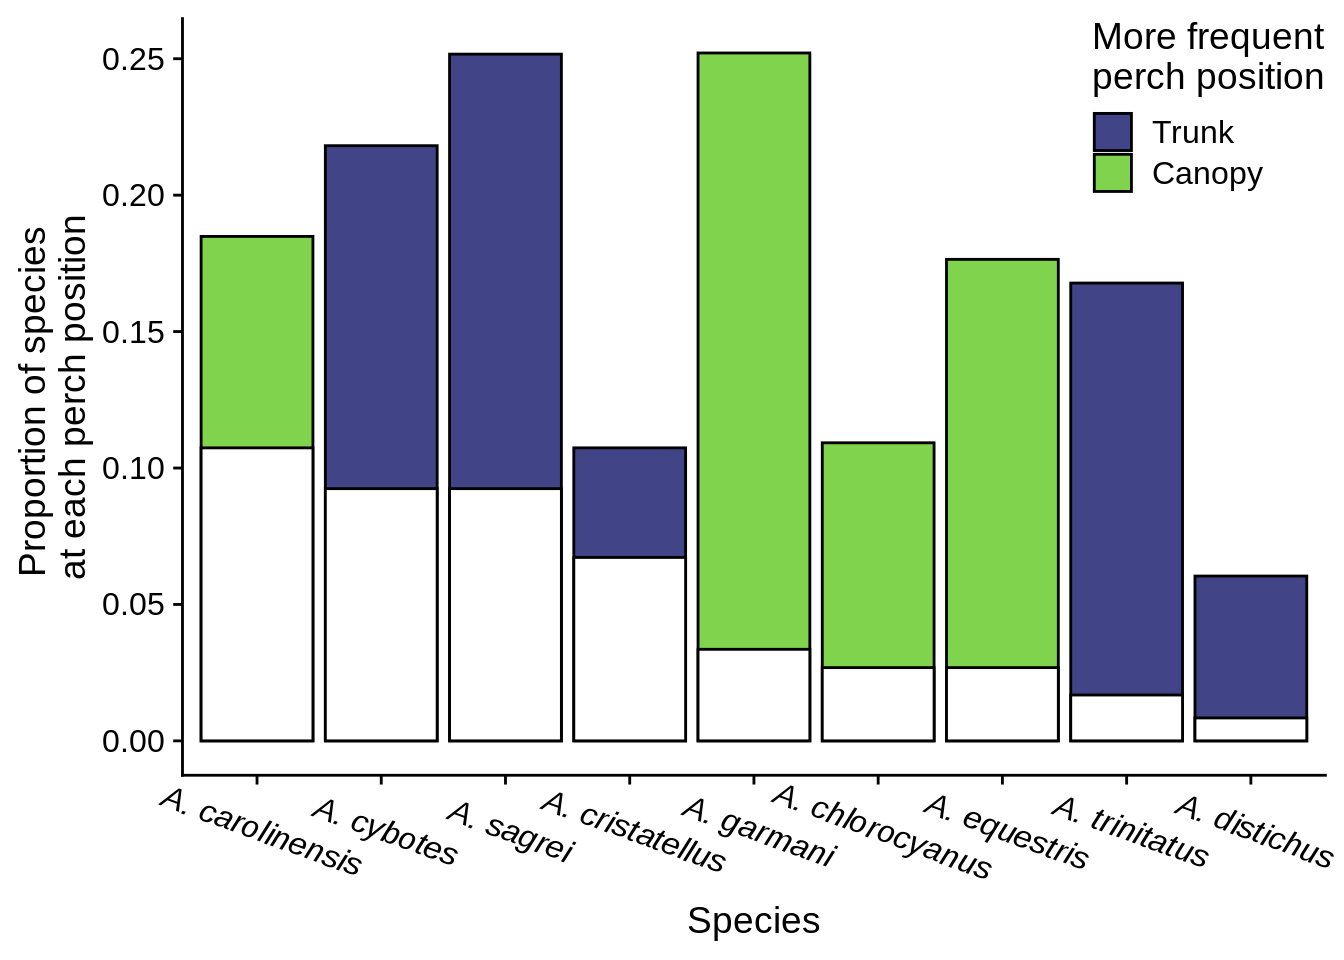 More frequent
perch position
Trunk
Canopy
Proportion of species
at each perch position
0.25
0.20
0.15
0.10
0.05
0.00
A. carolinensis
A. cybotes
A. sagrei
A. cristatellus
A. garmani
A. chlorocyanus
A. equestris
A. trinitatus
A. distichus
Species